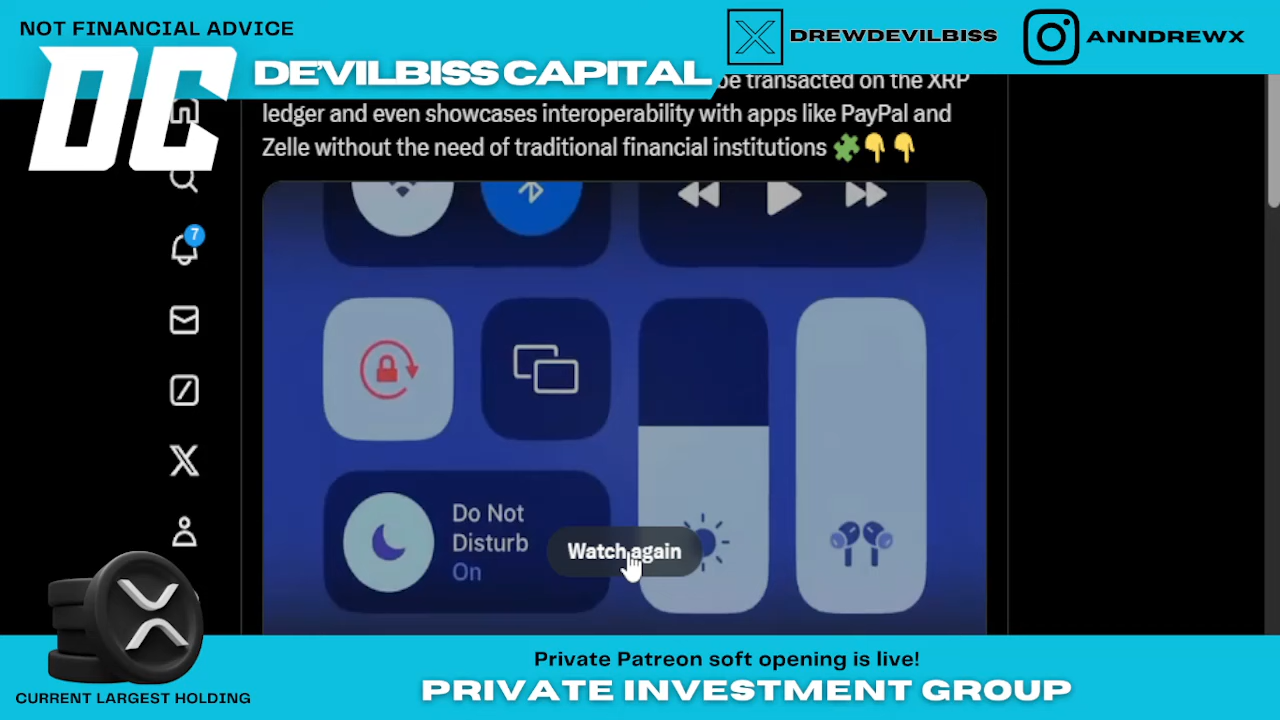 NOT FINANCIAL ADVICE
DREWDEVILBISS
ANNDREWX
DC
DE'VILBISS CAPITAL
be transacted on the XRP
ledger and even showcases interoperability with apps like PayPal and
Zelle without the need of traditional financial institutions 🧩👇👇
7
Do Not
Disturb
On
Watch again
Private Patreon soft opening is live!
CURRENT LARGEST HOLDING
PRIVATE INVESTMENT GROUP